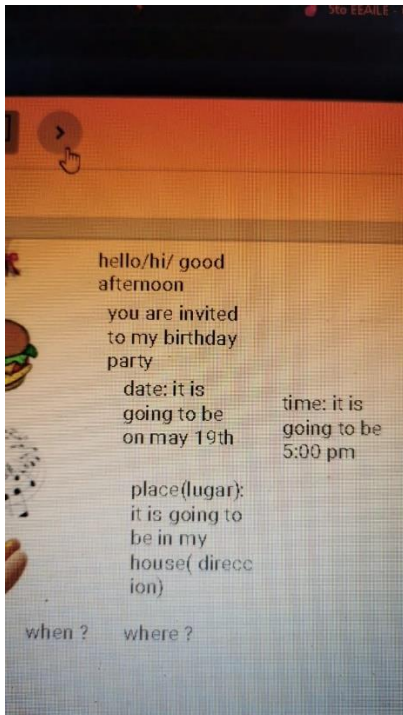 5to EEAILE -
hello/hi/ good
afternoon
you are invited
to my birthday
party
date: it is
going to be
on may 19th
time: it is
going to be
5:00 pm
place(lugar):
it is going to
be in my
house( direcc
ion)
when ?
where ?